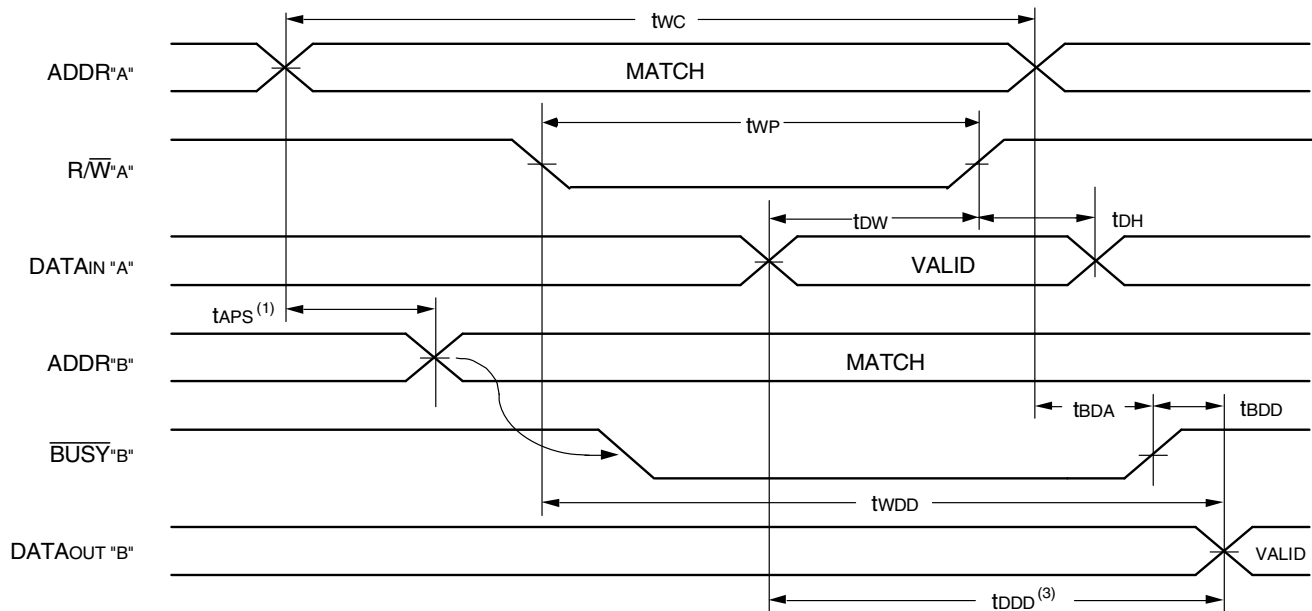 tWC
ADDR"A"
MATCH
tWP
R/W̅"A"
tDW
tDH
DATAIN "A"
VALID
tAPS (1)
ADDR"B"
MATCH
tBDA
tBDD
B̅U̅S̅Y̅"B"
tWDD
DATAOUT "B"
VALID
tDDD (3)